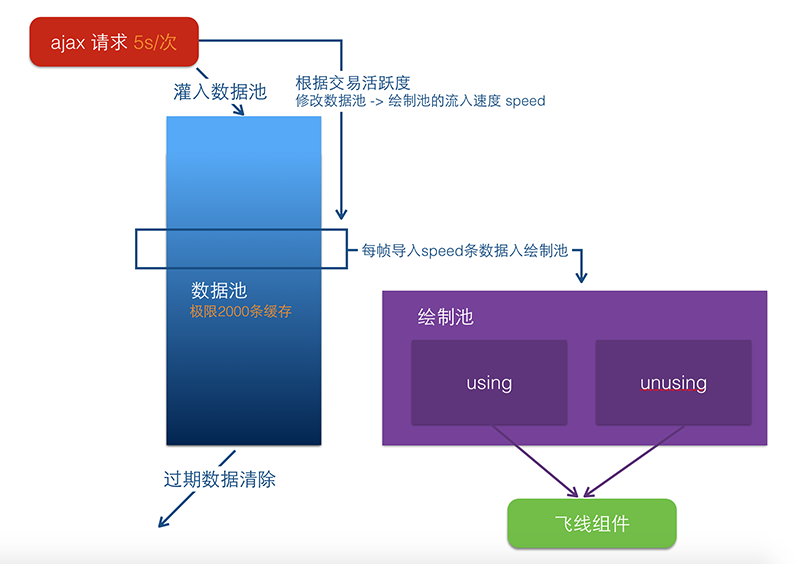 ajax 请求 5s/次
灌入数据池
根据交易活跃度
修改数据池 -> 绘制池的流入速度 speed
每帧导入speed条数据入绘制池
数据池
极限2000条缓存
绘制池
using
unusing
过期数据清除
飞线组件